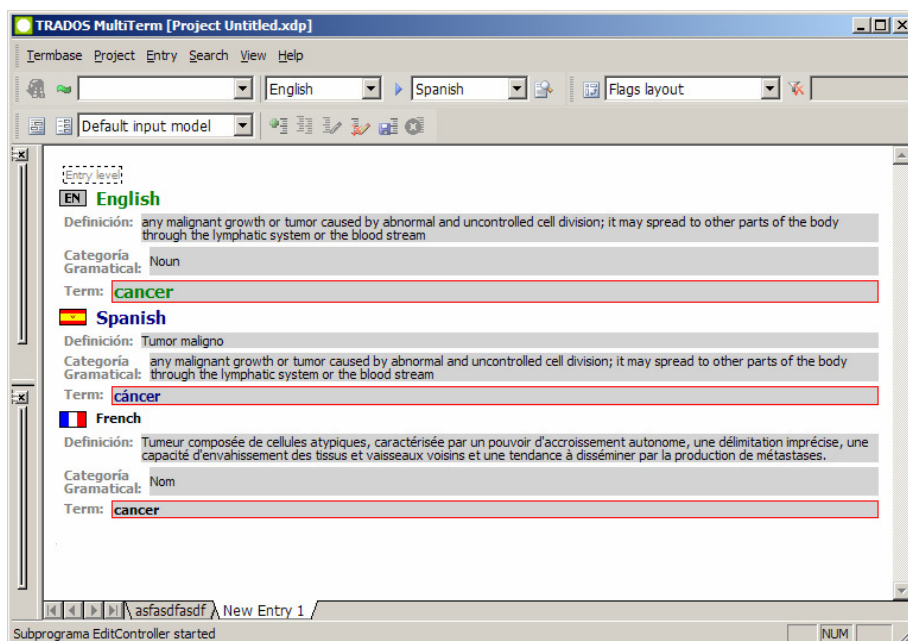 TRADOS MultiTerm [Project Untitled.xdp]
Termbase Project Entry Search View Help
English Spanish Flags layout
Default input model
Entry level
EN English
Definición: any malignant growth or tumor caused by abnormal and uncontrolled cell division; it may spread to other parts of the body
through the lymphatic system or the blood stream
Categoría
Gramatical: Noun
Term: cancer
Spanish
Definición: Tumor maligno
Categoría any malignant growth or tumor caused by abnormal and uncontrolled cell division; it may spread to other parts of the body
Gramatical: through the lymphatic system or the blood stream
Term: cáncer
French
Definición: Tumeur composée de cellules atypiques, caractérisée par un pouvoir d'accroissement autonome, une délimitation imprécise, une
capacité d'envahissement des tissus et vaisseaux voisins et une tendance à disséminer par la production de métastases.
Categoría
Gramatical: Nom
Term: cancer
asfasdfasdf New Entry 1
Subprograma EditController started NUM